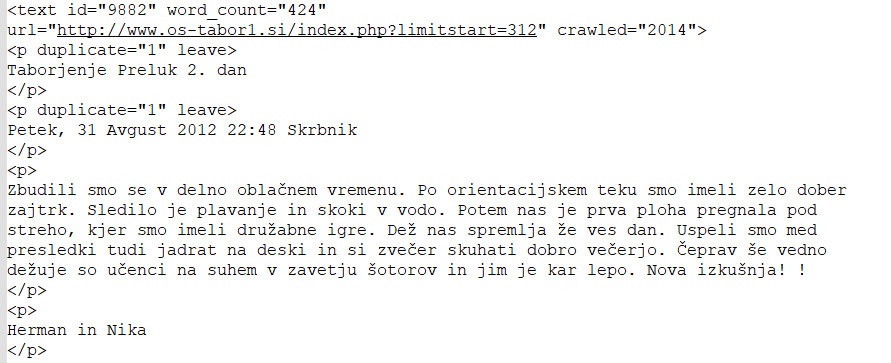 <text id="9882" word_count="424"
url="http://www.os-tabor1.si/index.php?limitstart=312" crawled="2014">
<p duplicate="1" leave>
Taborjenje Preluk 2. dan
</p>
<p duplicate="1" leave>
Petek, 31 Avgust 2012 22:48 Skrbnik
</p>
<p>
Zbudili smo se v delno oblačnem vremenu. Po orientacijskem teku smo imeli zelo dober
zajtrk. Sledilo je plavanje in skoki v vodo. Potem nas je prva ploha pregnala pod
streho, kjer smo imeli družabne igre. Dež nas spremlja že ves dan. Uspeli smo med
presledki tudi jadrat na deski in si zvečer skuhati dobro večerjo. Čeprav še vedno
dežuje so učenci na suhem v zavetju šotorov in jim je kar lepo. Nova izkušnja! !
</p>
<p>
Herman in Nika
</p>